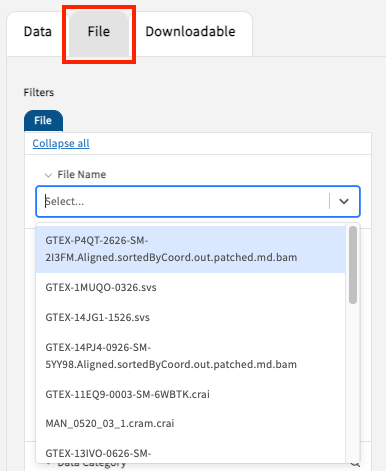 Data File Downloadable
Filters
File
Collapse all
File Name
Select...
GTEX-P4QT-2626-SM-
2I3FM.Aligned.sortedByCoord.out.patched.md.bam
GTEX-1MUQO-0326.svs
GTEX-14JG1-1526.svs
GTEX-14PJ4-0926-SM-
5YY98.Aligned.sortedByCoord.out.patched.md.bam
GTEX-11EQ9-0003-SM-6WBTK.crai
MAN_0520_03_1.cram.crai
GTEX-13IVO-0626-SM-
Data Category